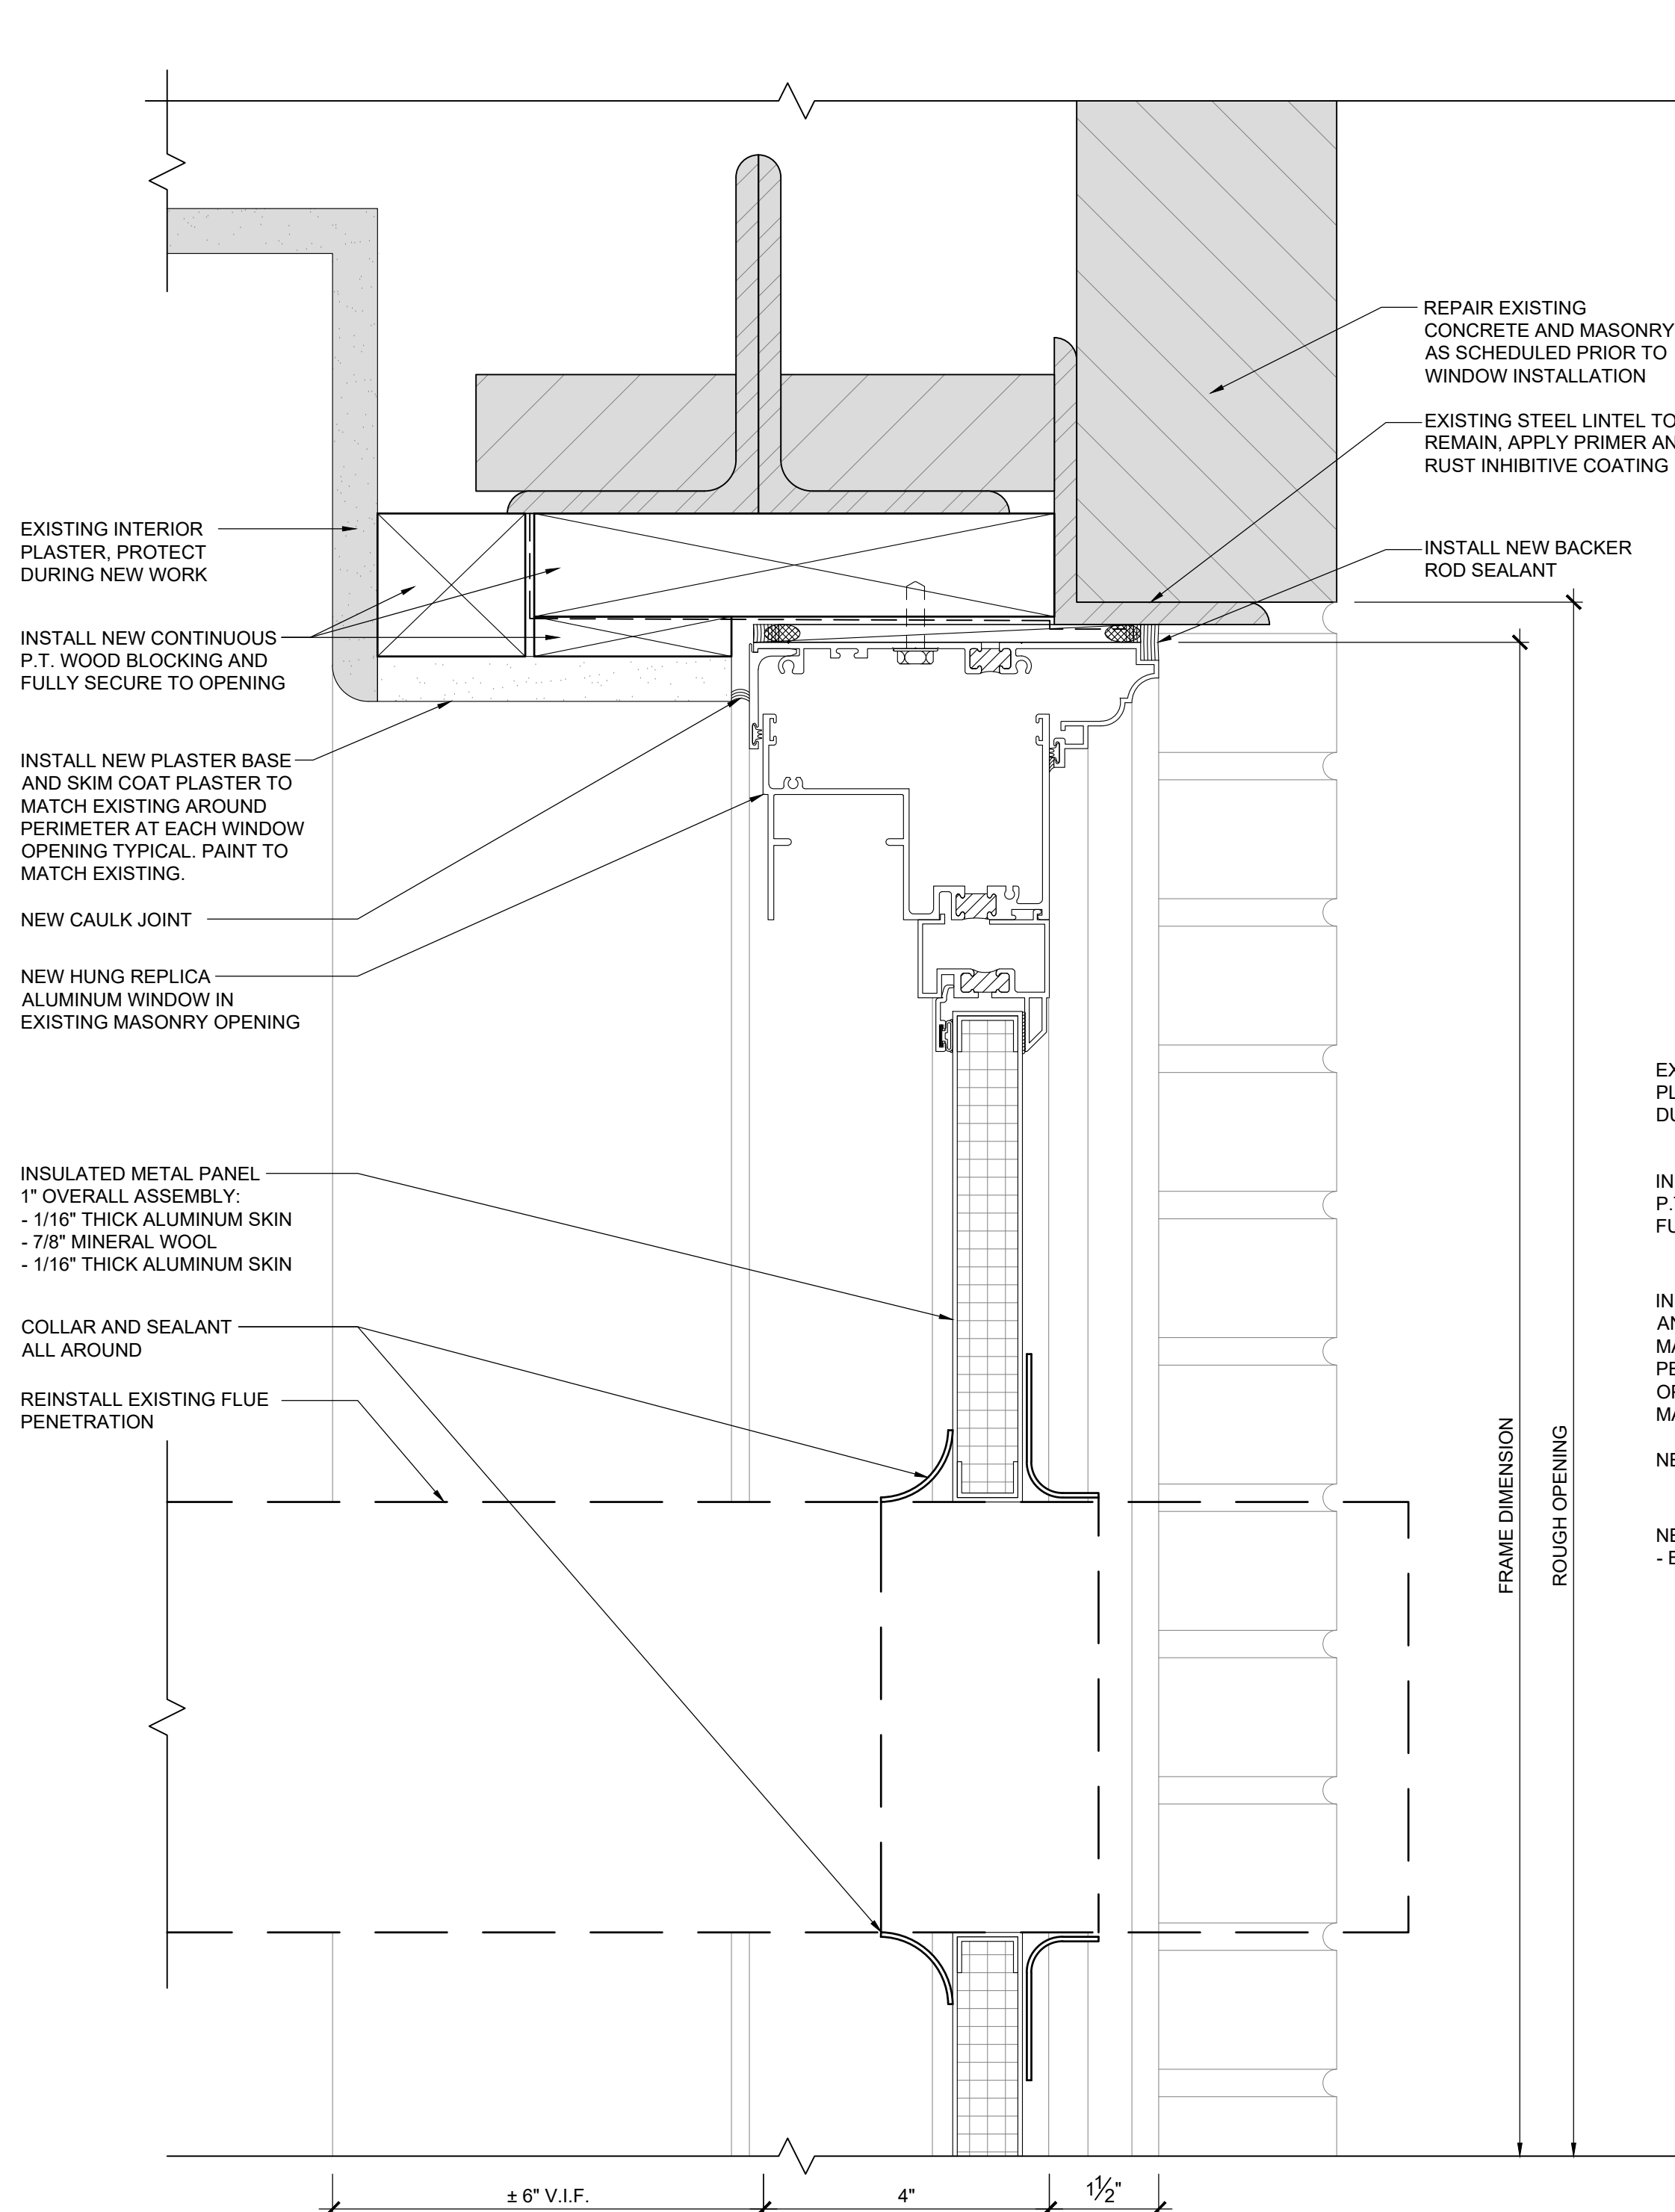 REPAIR EXISTING
CONCRETE AND MASONRY
AS SCHEDULED PRIOR TO
WINDOW INSTALLATION
EXISTING STEEL LINTEL TO
REMAIN, APPLY PRIMER AN
RUST INHIBITIVE COATING
INSTALL NEW BACKER
ROD SEALANT
EXISTING INTERIOR
PLASTER, PROTECT
DURING NEW WORK
INSTALL NEW CONTINUOUS
P.T. WOOD BLOCKING AND
FULLY SECURE TO OPENING
INSTALL NEW PLASTER BASE
AND SKIM COAT PLASTER TO
MATCH EXISTING AROUND
PERIMETER AT EACH WINDOW
OPENING TYPICAL. PAINT TO
MATCH EXISTING.
NEW CAULK JOINT
NEW HUNG REPLICA
ALUMINUM WINDOW IN
EXISTING MASONRY OPENING
INSULATED METAL PANEL
1" OVERALL ASSEMBLY:
- 1/16" THICK ALUMINUM SKIN
- 7/8" MINERAL WOOL
- 1/16" THICK ALUMINUM SKIN
COLLAR AND SEALANT
ALL AROUND
REINSTALL EXISTING FLUE
PENETRATION
FRAME DIMENSION
ROUGH OPENING
± 6" V.I.F.
4"
1½"